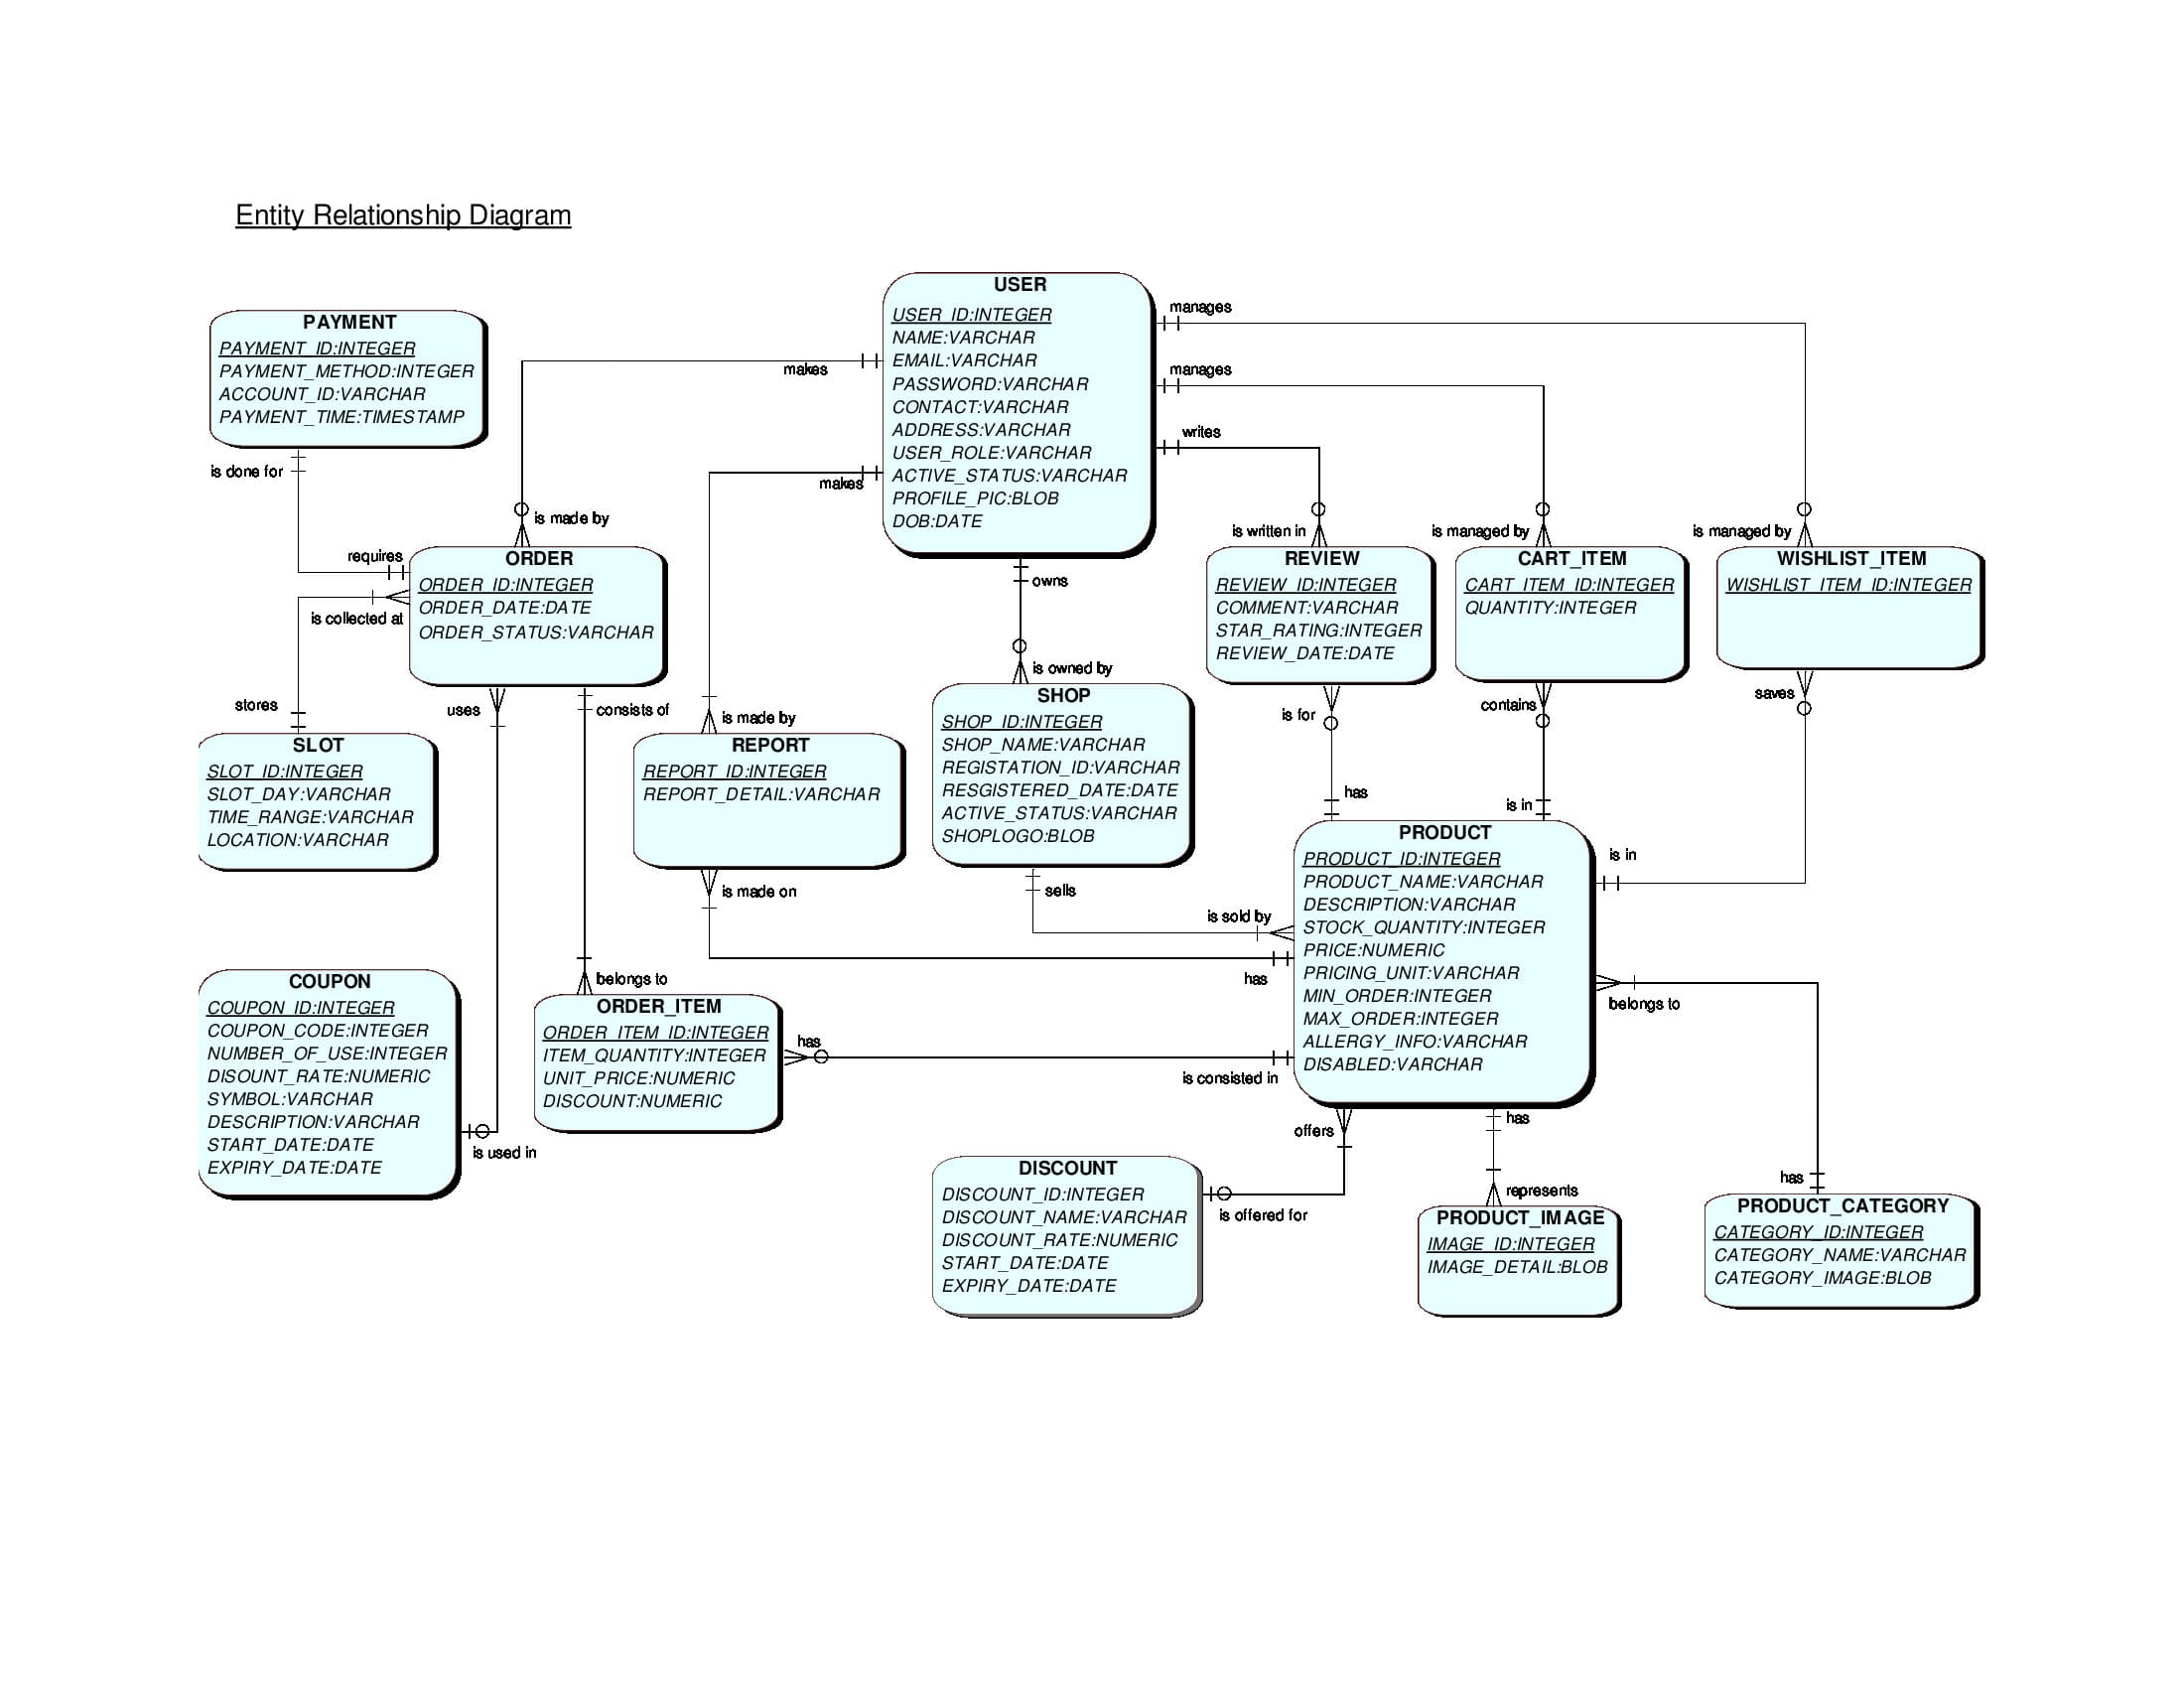 Entity Relationship Diagram
USER
USER_ID:INTEGER
NAME:VARCHAR
EMAIL:VARCHAR
PASSWORD:VARCHAR
CONTACT:VARCHAR
ADDRESS:VARCHAR
USER_ROLE:VARCHAR
ACTIVE_STATUS:VARCHAR
PROFILE_PIC:BLOB
DOB:DATE
manages
manages
writes
makes
makes
owns
PAYMENT
PAYMENT_ID:INTEGER
PAYMENT_METHOD:INTEGER
ACCOUNT_ID:VARCHAR
PAYMENT_TIME:TIMESTAMP
is done for
requires
is made by
ORDER
ORDER_ID:INTEGER
ORDER_DATE:DATE
ORDER_STATUS:VARCHAR
is collected at
stores
uses
consists of
is written in
REVIEW
REVIEW_ID:INTEGER
COMMENT:VARCHAR
STAR_RATING:INTEGER
REVIEW_DATE:DATE
is for
has
is managed by
CART_ITEM
CART_ITEM_ID:INTEGER
QUANTITY:INTEGER
contains
is in
is managed by
WISHLIST_ITEM
WISHLIST_ITEM_ID:INTEGER
saves
is in
SLOT
SLOT_ID:INTEGER
SLOT_DAY:VARCHAR
TIME_RANGE:VARCHAR
LOCATION:VARCHAR
is made by
REPORT
REPORT_ID:INTEGER
REPORT_DETAIL:VARCHAR
is made on
has
is owned by
SHOP
SHOP_ID:INTEGER
SHOP_NAME:VARCHAR
REGISTATION_ID:VARCHAR
RESGISTERED_DATE:DATE
ACTIVE_STATUS:VARCHAR
SHOPLOGO:BLOB
sells
is sold by
PRODUCT
PRODUCT_ID:INTEGER
PRODUCT_NAME:VARCHAR
DESCRIPTION:VARCHAR
STOCK_QUANTITY:INTEGER
PRICE:NUMERIC
PRICING_UNIT:VARCHAR
MIN_ORDER:INTEGER
MAX_ORDER:INTEGER
ALLERGY_INFO:VARCHAR
DISABLED:VARCHAR
belongs to
has
COUPON
COUPON_ID:INTEGER
COUPON_CODE:INTEGER
NUMBER_OF_USE:INTEGER
DISOUNT_RATE:NUMERIC
SYMBOL:VARCHAR
DESCRIPTION:VARCHAR
START_DATE:DATE
EXPIRY_DATE:DATE
is used in
belongs to
ORDER_ITEM
ORDER_ITEM_ID:INTEGER
ITEM_QUANTITY:INTEGER
UNIT_PRICE:NUMERIC
DISCOUNT:NUMERIC
has
is consisted in
offers
has
DISCOUNT
DISCOUNT_ID:INTEGER
DISCOUNT_NAME:VARCHAR
DISCOUNT_RATE:NUMERIC
START_DATE:DATE
EXPIRY_DATE:DATE
is offered for
represents
PRODUCT_IMAGE
IMAGE_ID:INTEGER
IMAGE_DETAIL:BLOB
PRODUCT_CATEGORY
CATEGORY_ID:INTEGER
CATEGORY_NAME:VARCHAR
CATEGORY_IMAGE:BLOB